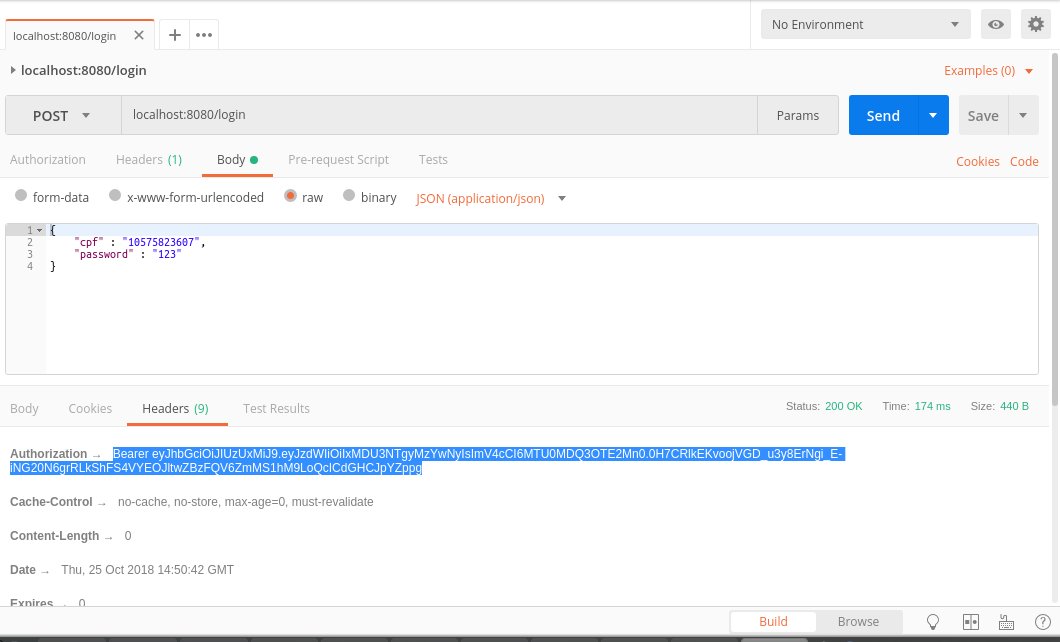 localhost:8080/login
No Environment
localhost:8080/login
Examples (0)
POST
localhost:8080/login
Params
Send
Save
Authorization
Headers (1)
Body
Pre-request Script
Tests
Cookies
Code
form-data
x-www-form-urlencoded
raw
binary
JSON (application/json)
1 {
2 "cpf" : "10575823607",
3 "password" : "123"
4 }
Body
Cookies
Headers (9)
Test Results
Status: 200 OK
Time: 174 ms
Size: 440 B
Authorization → Bearer eyJhbGciOiJIUzUxMiJ9.eyJzdWIiOiIxMDU3NTgyMzYwNyIsImV4cCI6MTU0MDQ3OTE2Mn0.0H7CRlkEKvoojVGD_u3y8ErNgi_E-
iNG20N6grRLkShFS4VYEOJltwZBzFQV6ZmMS1hM9LoQcICdGHCJpYZppg
Cache-Control → no-cache, no-store, max-age=0, must-revalidate
Content-Length → 0
Date → Thu, 25 Oct 2018 14:50:42 GMT
Expires → 0
Build
Browse